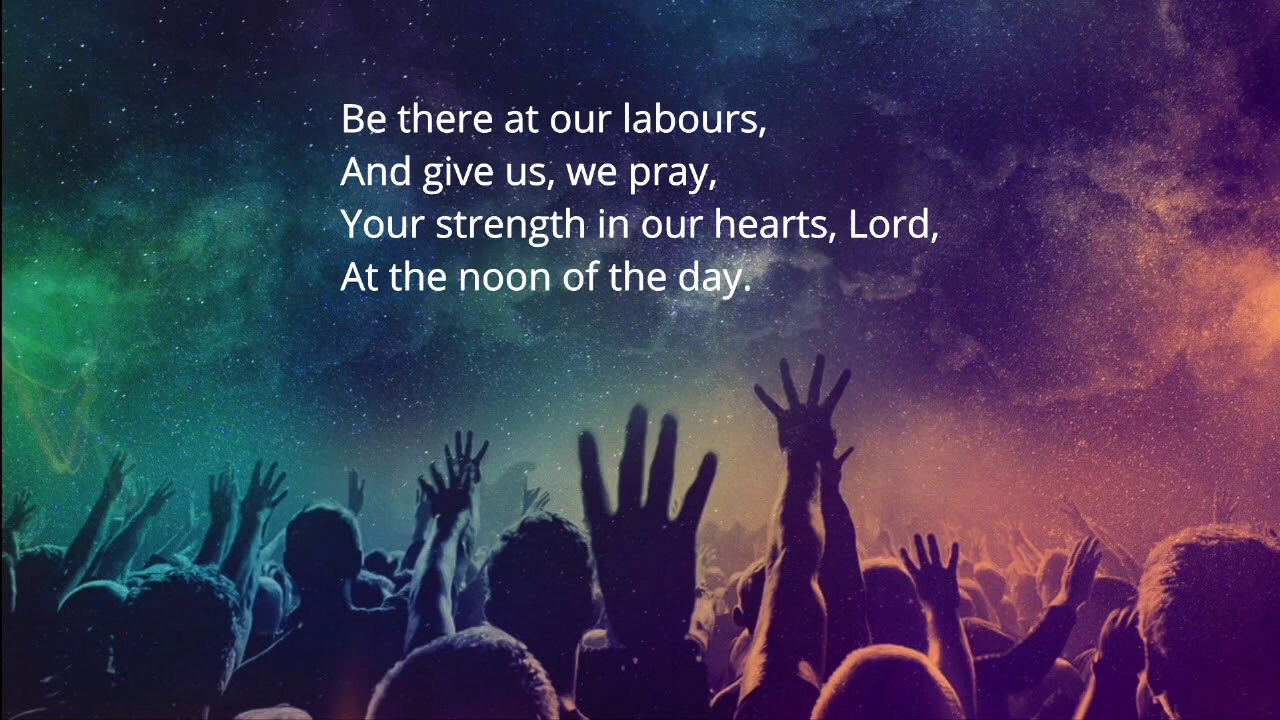 Be there at our labours,
And give us, we pray,
Your strength in our hearts, Lord,
At the noon of the day.